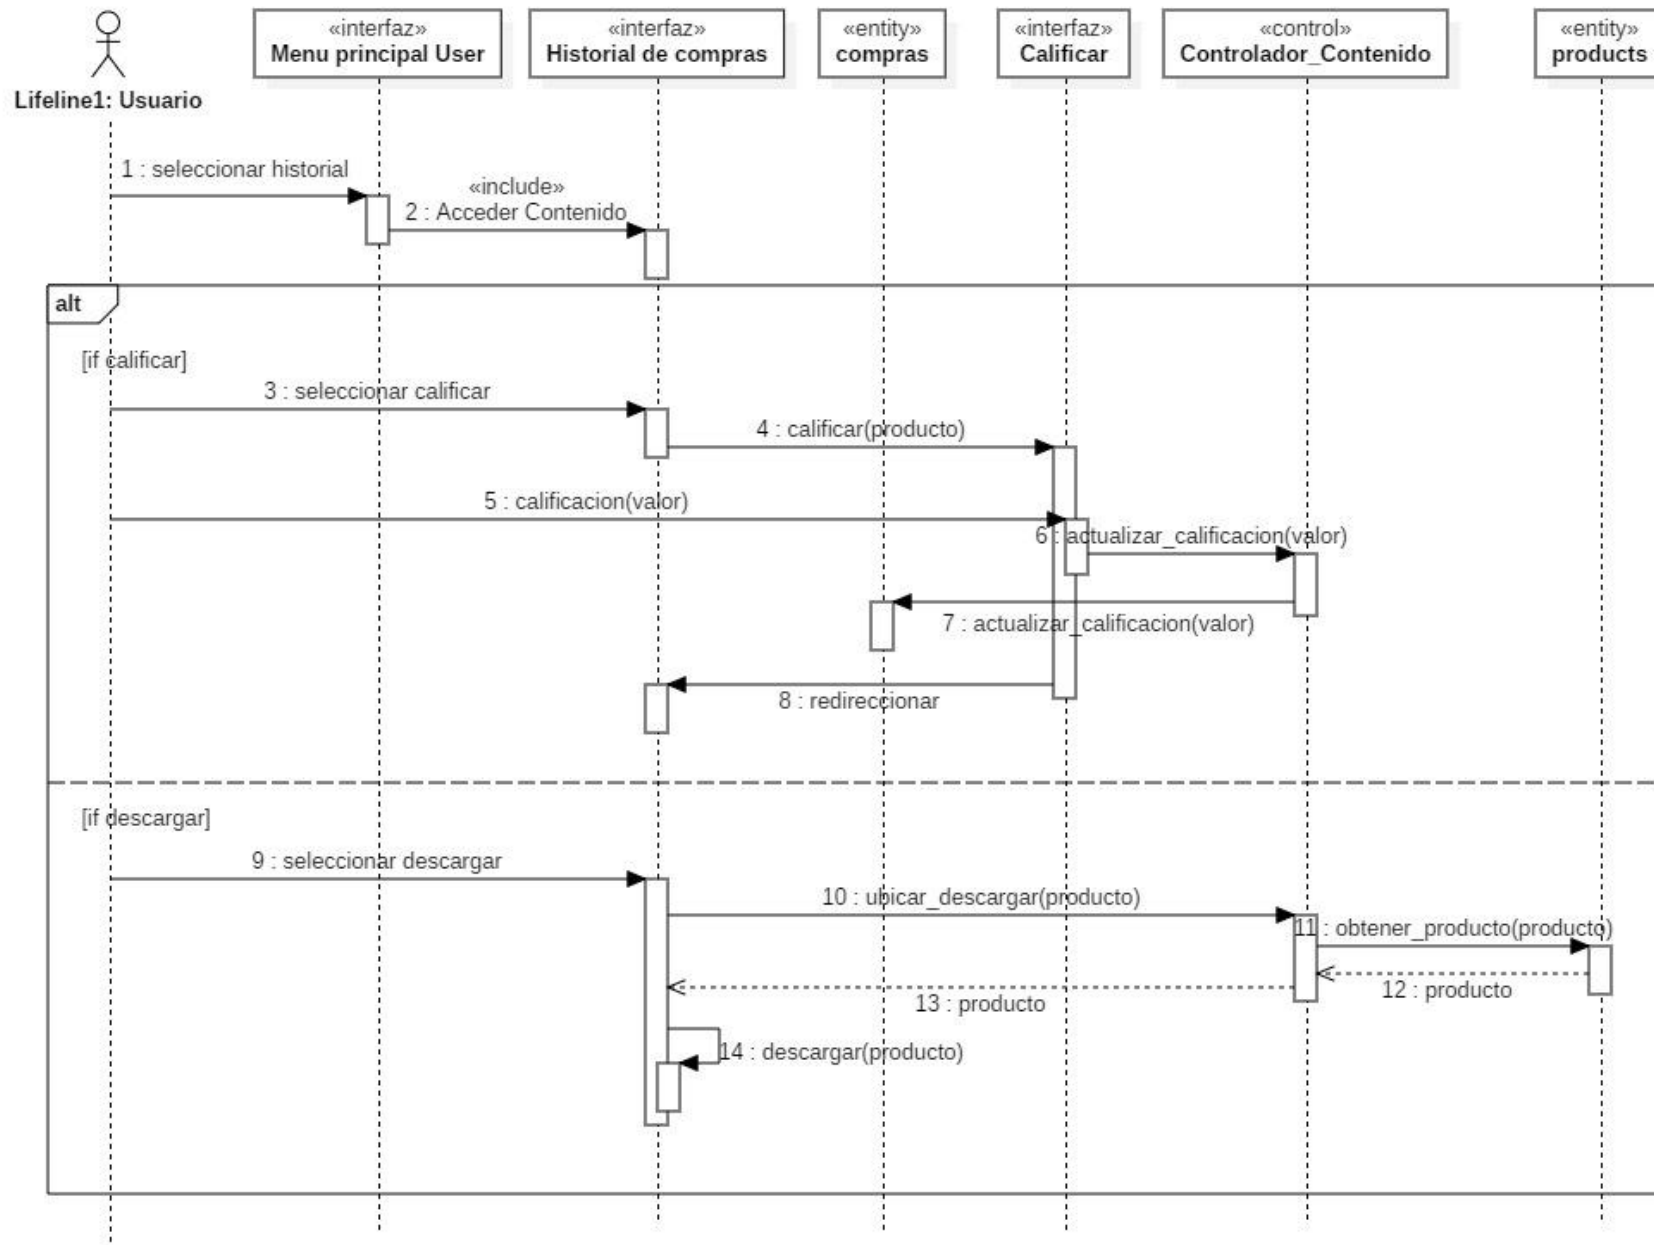 «interfaz»
Menu principal User
«interfaz»
Historial de compras
«entity»
compras
«interfaz»
Calificar
«control»
Controlador_Contenido
«entity»
products
Lifeline1: Usuario
1 : seleccionar historial
«include»
2 : Acceder Contenido
alt
[if calificar]
3 : seleccionar calificar
4 : calificar(producto)
5 : calificacion(valor)
6 : actualizar_calificacion(valor)
7 : actualizar_calificacion(valor)
8 : redireccionar
[if descargar]
9 : seleccionar descargar
10 : ubicar_descargar(producto)
11 : obtener_producto(producto)
12 : producto
13 : producto
14 : descargar(producto)